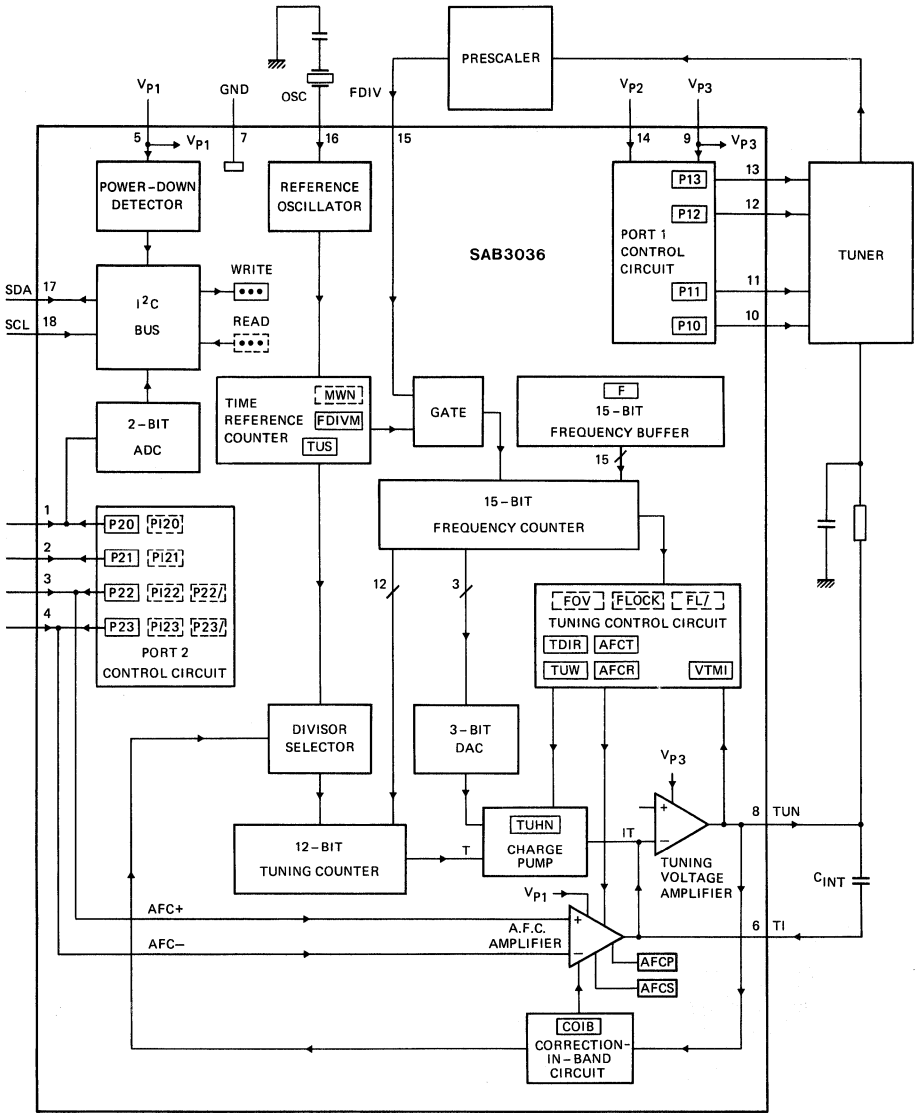 PRESCALER
OSC
FDIV
VP1
GND
VP2
VP3
5
VP1
7
16
15
14
9
VP3
POWER-DOWN
DETECTOR
REFERENCE
OSCILLATOR
SAB3036
P13
13
P12
12
PORT 1
CONTROL
CIRCUIT
P11
11
P10
10
TUNER
SDA
17
SCL
18
I2C
BUS
WRITE
READ
TIME
REFERENCE
COUNTER
MWN
FDIVM
TUS
GATE
F
15-BIT
FREQUENCY BUFFER
15
2-BIT
ADC
15-BIT
FREQUENCY COUNTER
1
P20
PI20
2
P21
PI21
3
P22
PI22
P22/
4
P23
PI23
P23/
PORT 2
CONTROL CIRCUIT
12
3
FOV
FLOCK
FL/
TUNING CONTROL CIRCUIT
TDIR
AFCT
TUW
AFCR
VTMI
DIVISOR
SELECTOR
3-BIT
DAC
VP3
+
−
8
TUN
TUNING
VOLTAGE
AMPLIFIER
12-BIT
TUNING COUNTER
T
TUHN
CHARGE
PUMP
IT
CINT
VP1
AFC+
AFC−
A.F.C.
AMPLIFIER
+
−
6
TI
AFCP
AFCS
COIB
CORRECTION-
IN-BAND
CIRCUIT